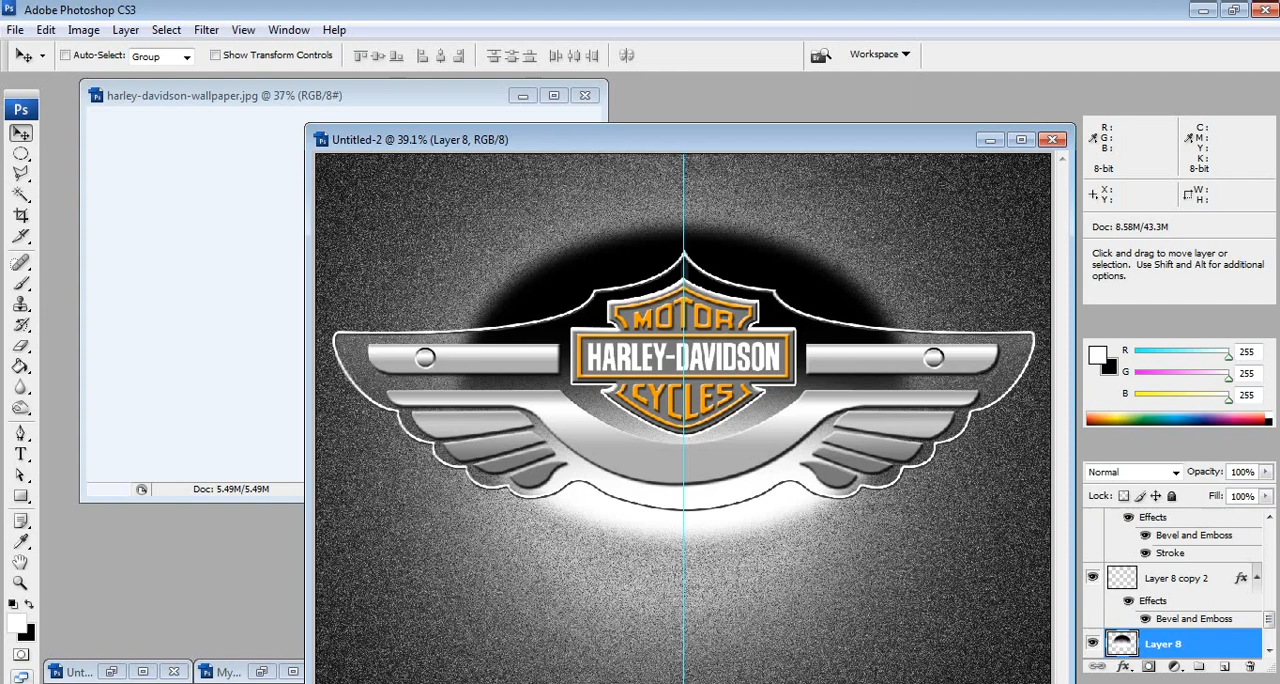 Ps Adobe Photoshop CS3
File Edit Image Layer Select Filter View Window Help
Auto-Select: Group Show Transform Controls Workspace
harley-davidson-wallpaper.jpg @ 37% (RGB/8#)
Ps
Untitled-2 @ 39.1% (Layer 8, RGB/8)
R: C:
G: M:
B: Y:
K:
8-bit 8-bit
X: W:
Y: H:
Doc: 8.58M/43.3M
Click and drag to move layer or
selection. Use Shift and Alt for additional
options.
MOTOR
HARLEY-DAVIDSON
CYCLES
R 255
G 255
B 255
Normal Opacity: 100%
Lock: Fill: 100%
Effects
Bevel and Emboss
Stroke
Layer 8 copy 2 fx
Effects
Bevel and Emboss
Layer 8
Doc: 5.49M/5.49M
T
Unt... My...
fx